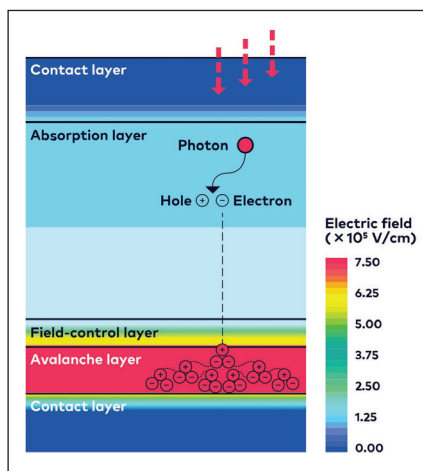 Contact layer
Absorption layer
Photon
Hole + − Electron
Electric field
(×10⁵ V/cm)
7.50
6.25
5.00
3.75
2.50
1.25
0.00
Field-control layer
Avalanche layer
Contact layer